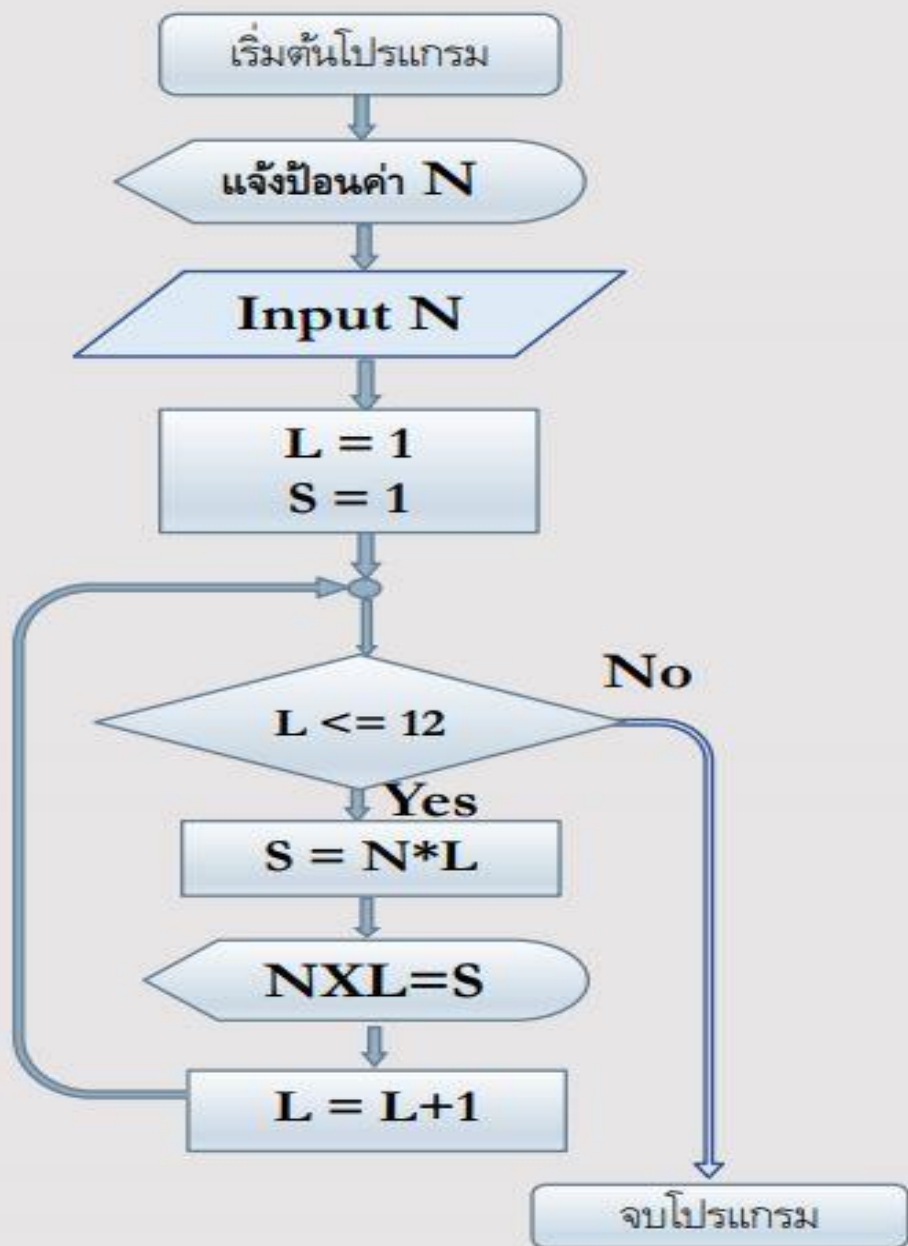 เริ่มต้นโปรแกรม
แจ้งป้อนค่า N
Input N
L = 1
S = 1
L <= 12
No
Yes
S = N*L
NXL=S
L = L+1
จบโปรแกรม